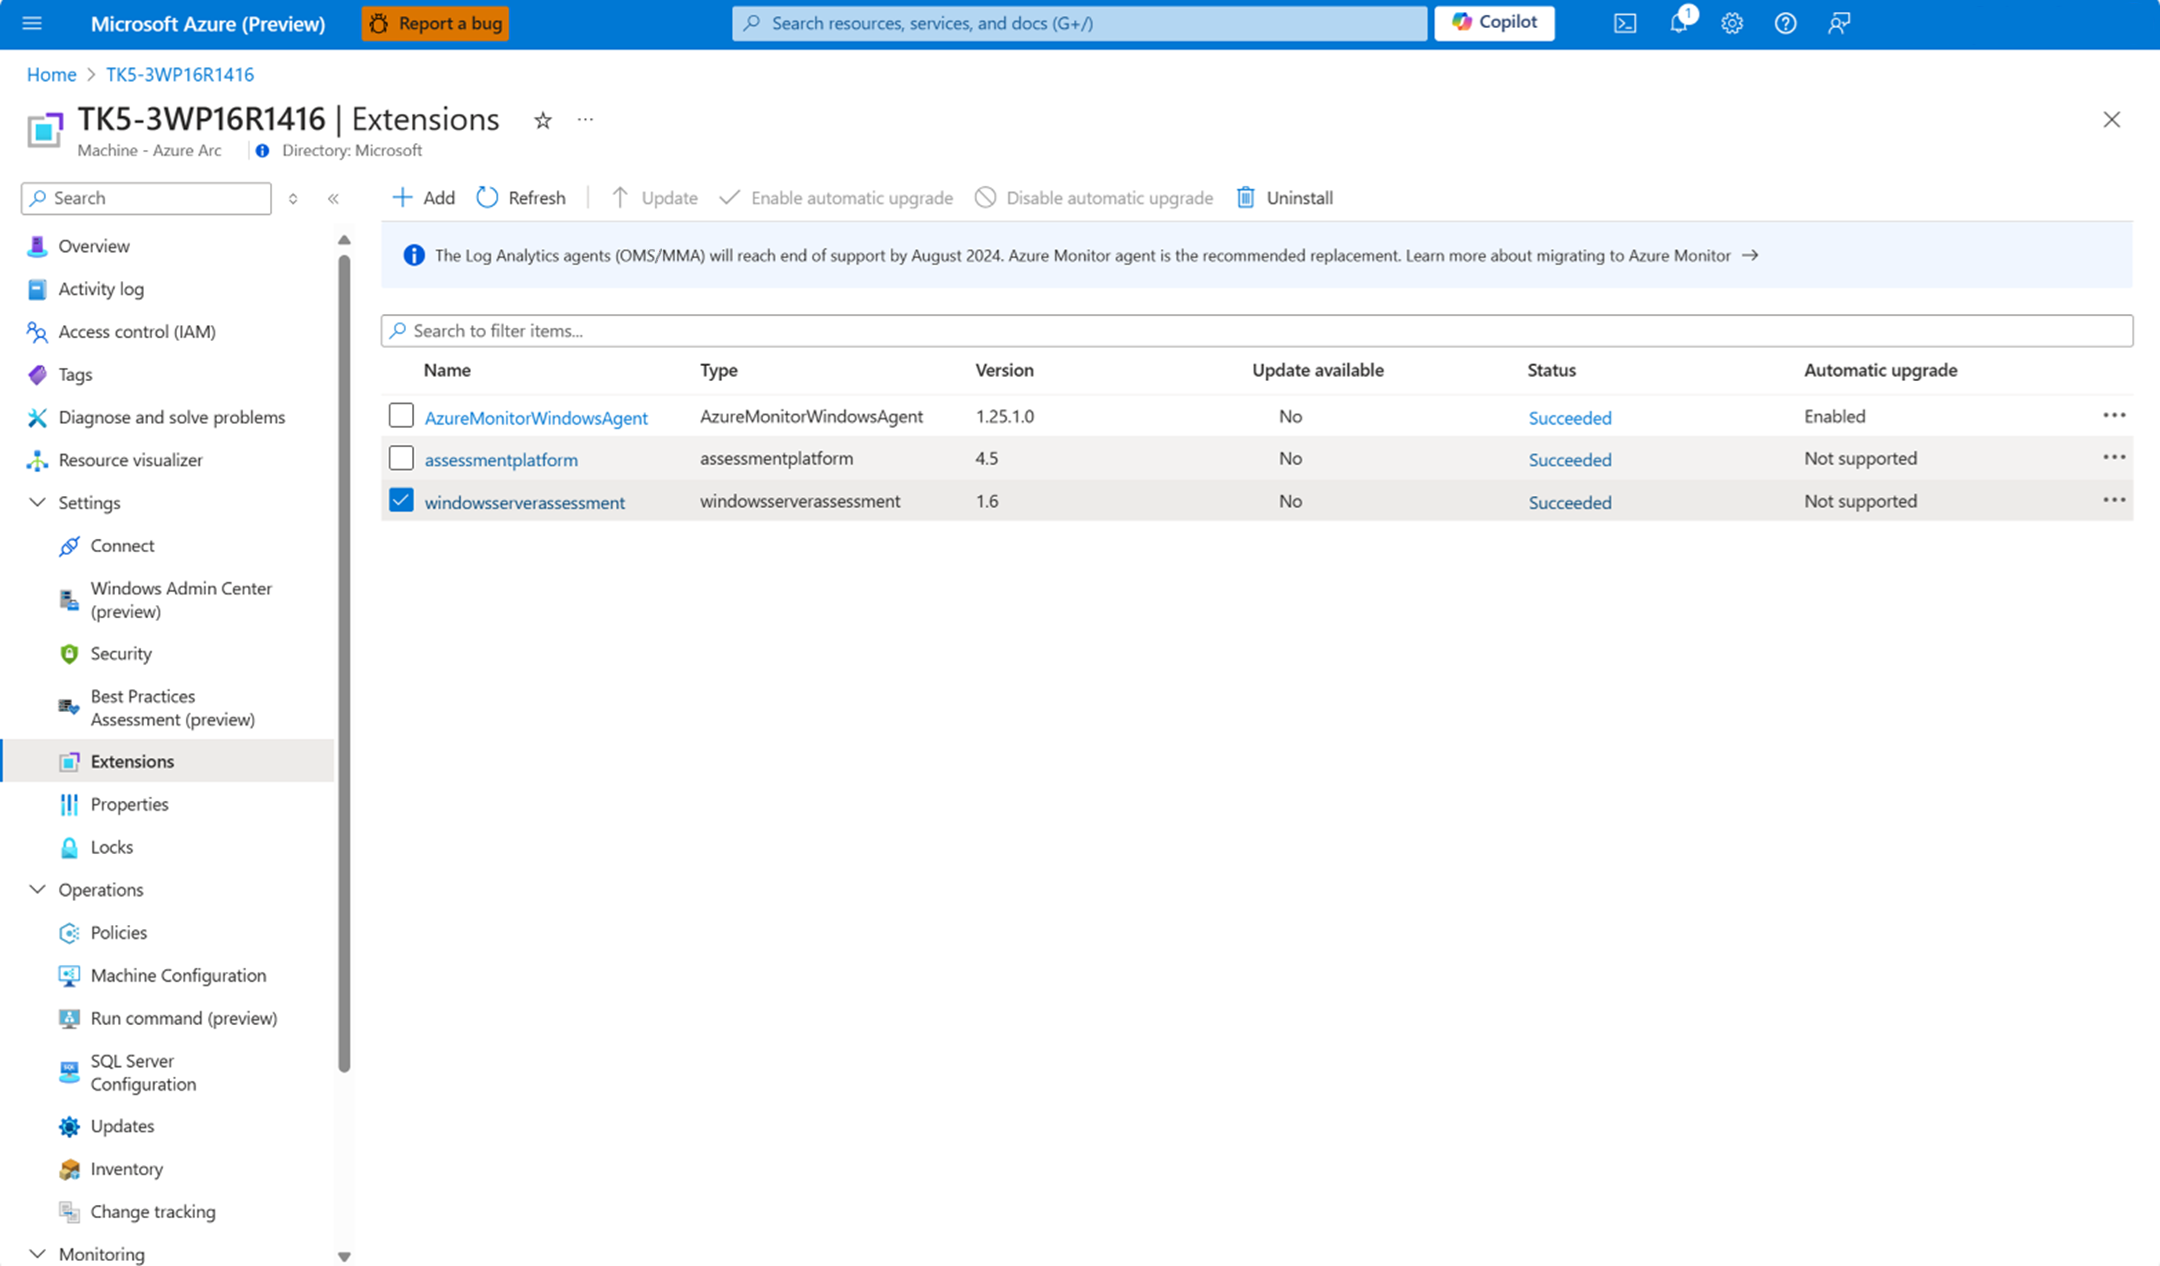 Microsoft Azure (Preview)
Report a bug
Search resources, services, and docs (G+/)
Copilot
1
Home > TK5-3WP16R1416
TK5-3WP16R1416 | Extensions
Machine - Azure Arc
Directory: Microsoft
Search
Add
Refresh
Update
Enable automatic upgrade
Disable automatic upgrade
Uninstall
Overview
Activity log
Access control (IAM)
Tags
Diagnose and solve problems
Resource visualizer
Settings
Connect
Windows Admin Center
(preview)
Security
Best Practices
Assessment (preview)
Extensions
Properties
Locks
Operations
Policies
Machine Configuration
Run command (preview)
SQL Server
Configuration
Updates
Inventory
Change tracking
Monitoring
The Log Analytics agents (OMS/MMA) will reach end of support by August 2024. Azure Monitor agent is the recommended replacement. Learn more about migrating to Azure Monitor →
Search to filter items...
Name Type Version Update available Status Automatic upgrade
AzureMonitorWindowsAgent AzureMonitorWindowsAgent 1.25.1.0 No Succeeded Enabled
assessmentplatform assessmentplatform 4.5 No Succeeded Not supported
windowsserverassessment windowsserverassessment 1.6 No Succeeded Not supported